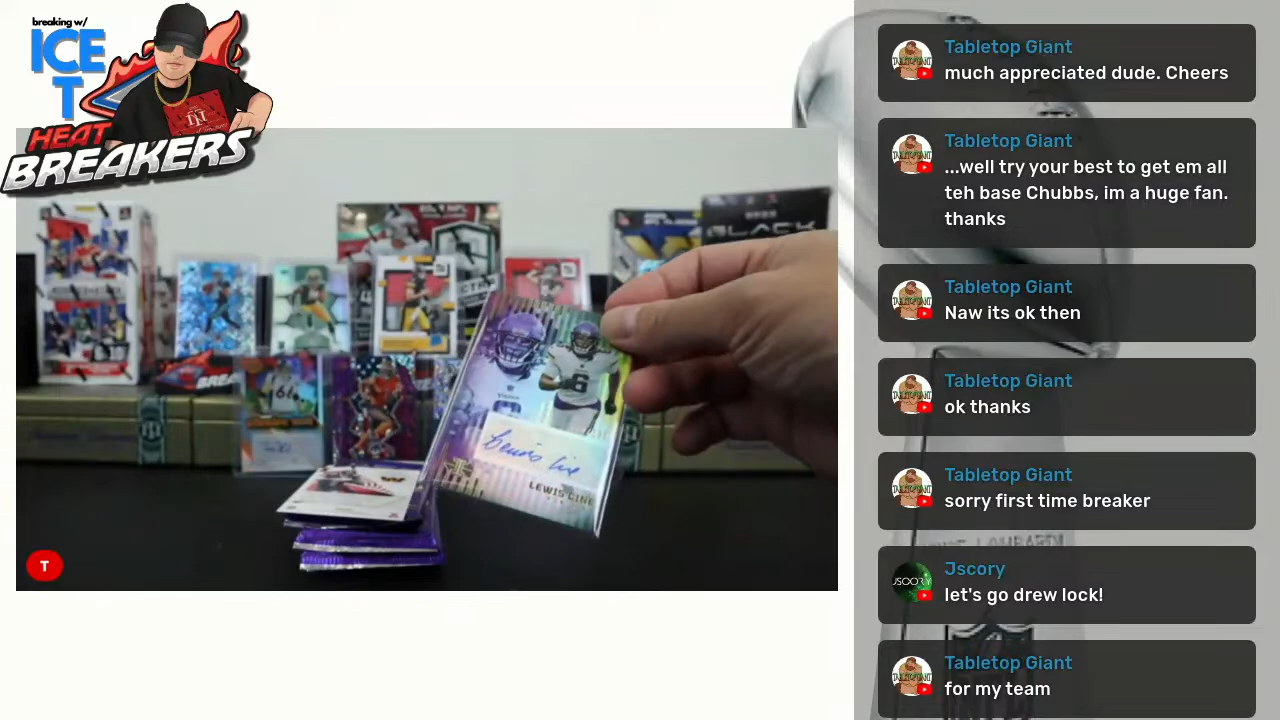 breaking w/
ICE
T
HEAT
BREAKERS
BLACK
LEWIS CINE
T
Tabletop Giant
much appreciated dude. Cheers
Tabletop Giant
...well try your best to get em all
teh base Chubbs, im a huge fan.
thanks
Tabletop Giant
Naw its ok then
Tabletop Giant
ok thanks
Tabletop Giant
sorry first time breaker
Jscory
let's go drew lock!
Tabletop Giant
for my team